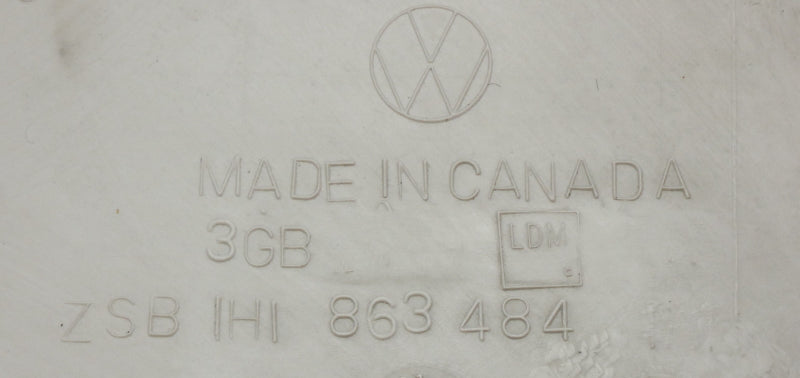 MADE IN CANADA
3GB
LDM
c
ZSB 1H1 863 484